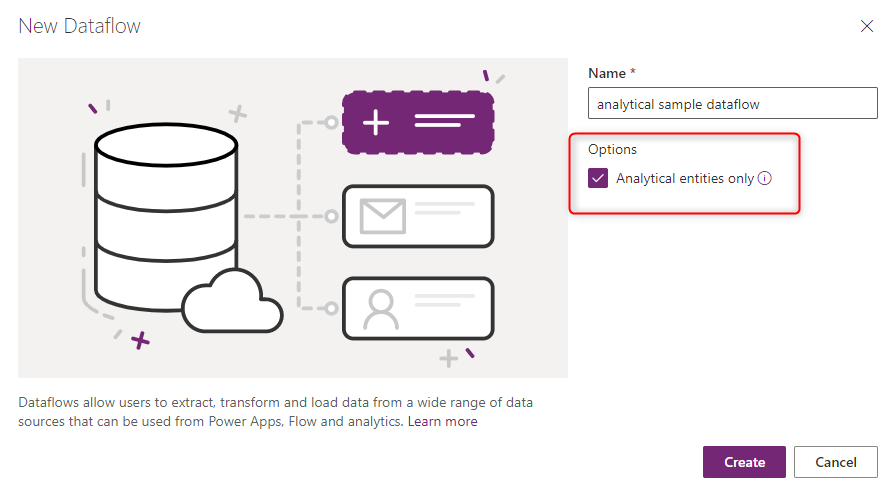 New Dataflow
Name *
analytical sample dataflow
Options
Analytical entities only
Dataflows allow users to extract, transform and load data from a wide range of data
sources that can be used from Power Apps, Flow and analytics. Learn more
Create
Cancel